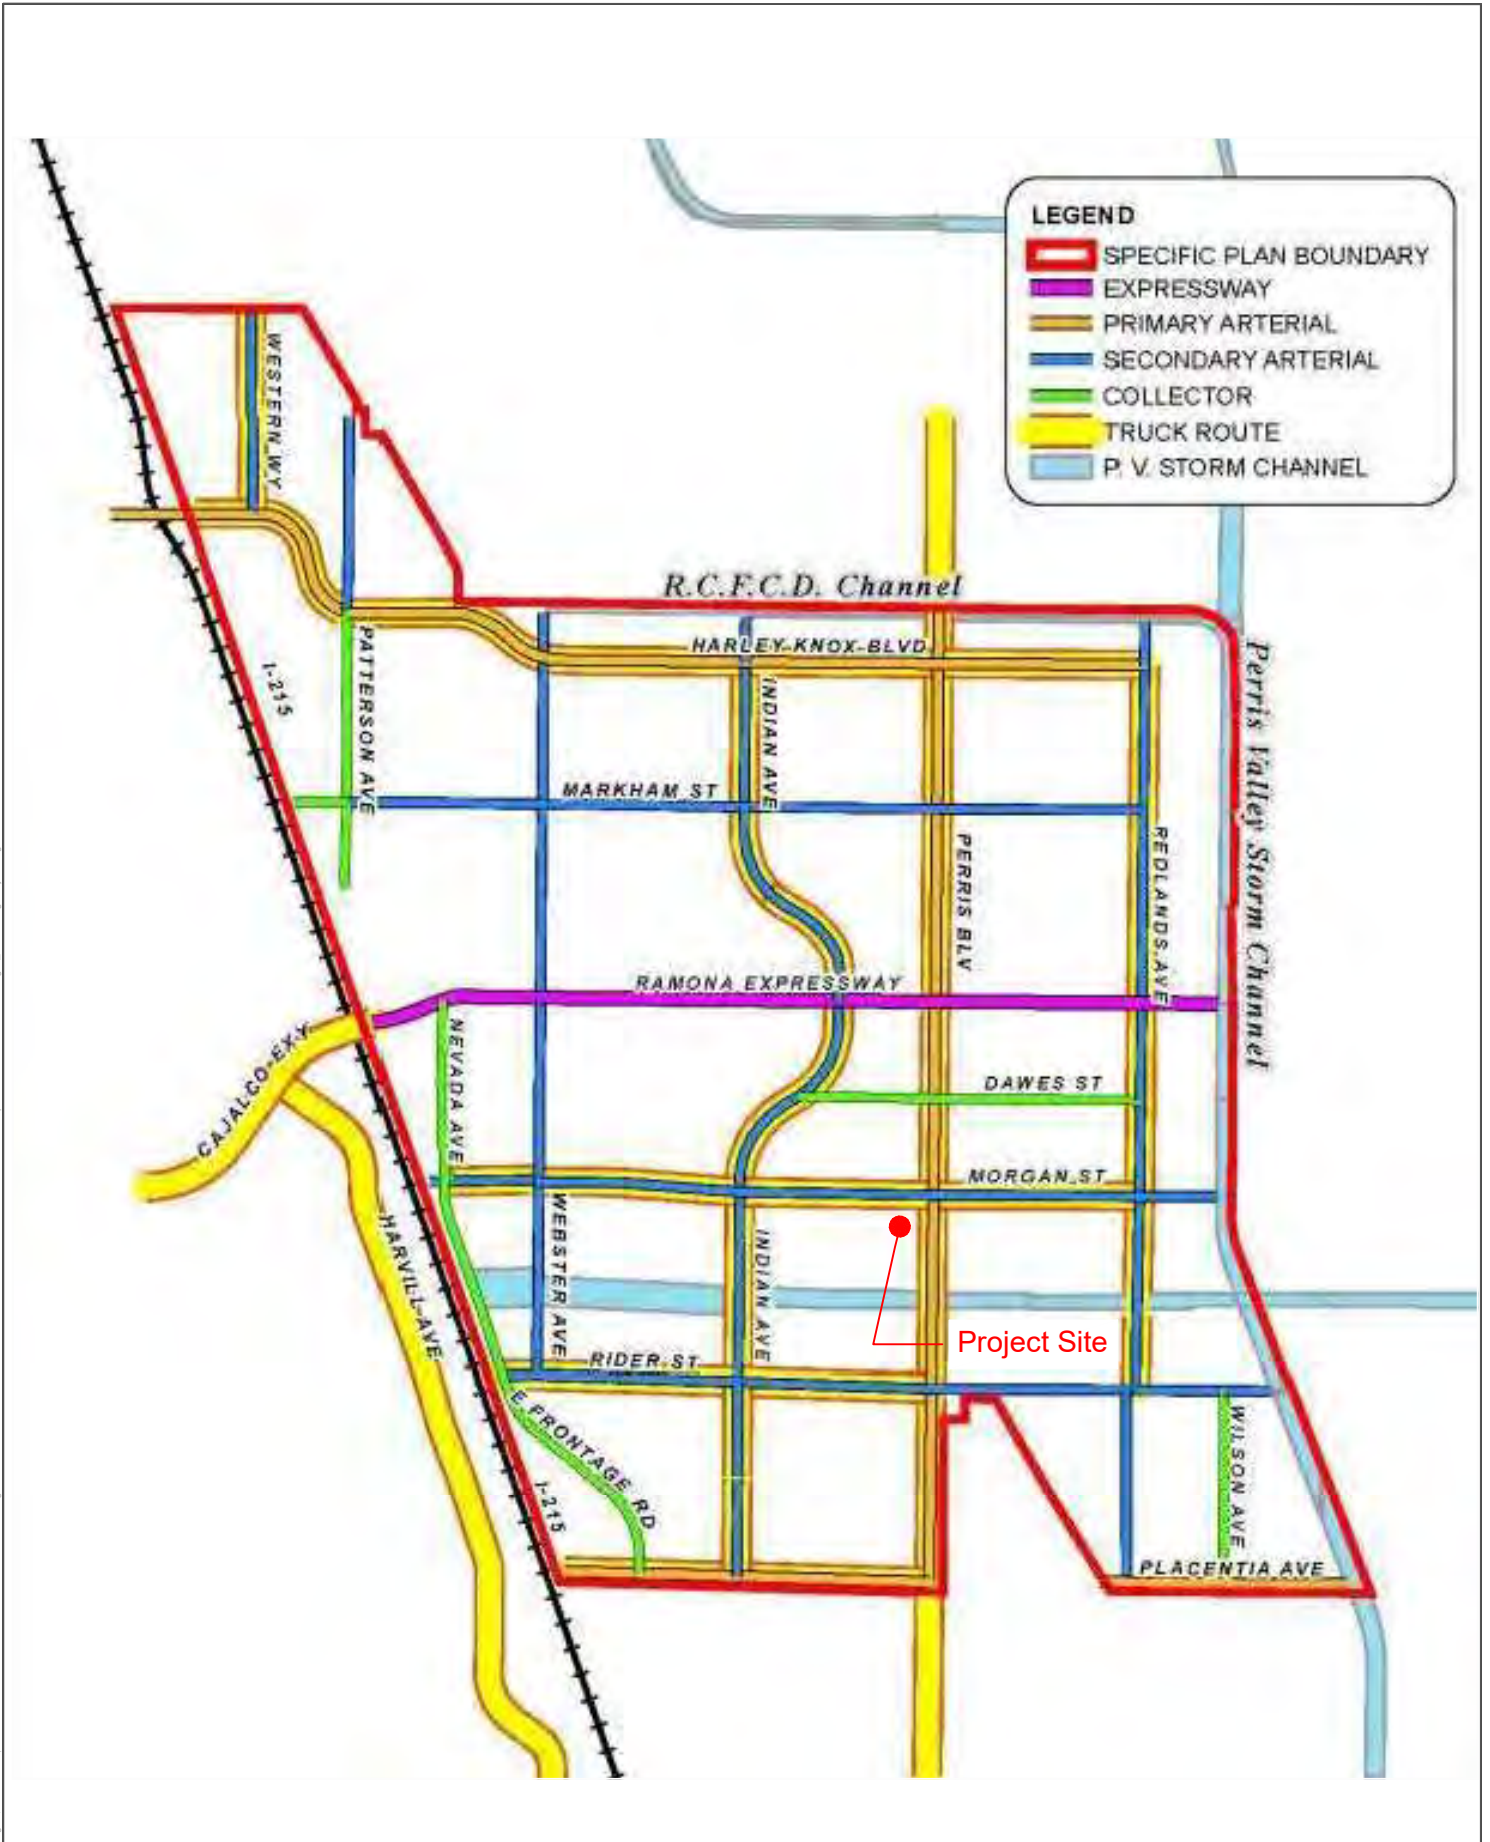 LEGEND
SPECIFIC PLAN BOUNDARY
EXPRESSWAY
PRIMARY ARTERIAL
SECONDARY ARTERIAL
COLLECTOR
TRUCK ROUTE
P. V. STORM CHANNEL
WESTERN WY
R.C.F.C.D. Channel
HARLEY KNOX BLVD
PATTERSON AVE
I-215
INDIAN AVE
Perris Valley Storm Channel
MARKHAM ST
PERRIS BLV
REDLANDS AVE
RAMONA EXPRESSWAY
NEVADA AVE
CAJALCO EXY
DAWES ST
MORGAN ST
WEBSTER AVE
HARVILL AVE
INDIAN AVE
Project Site
RIDER ST
E FRONTAGE RD
WILSON AVE
I-215
PLACENTIA AVE